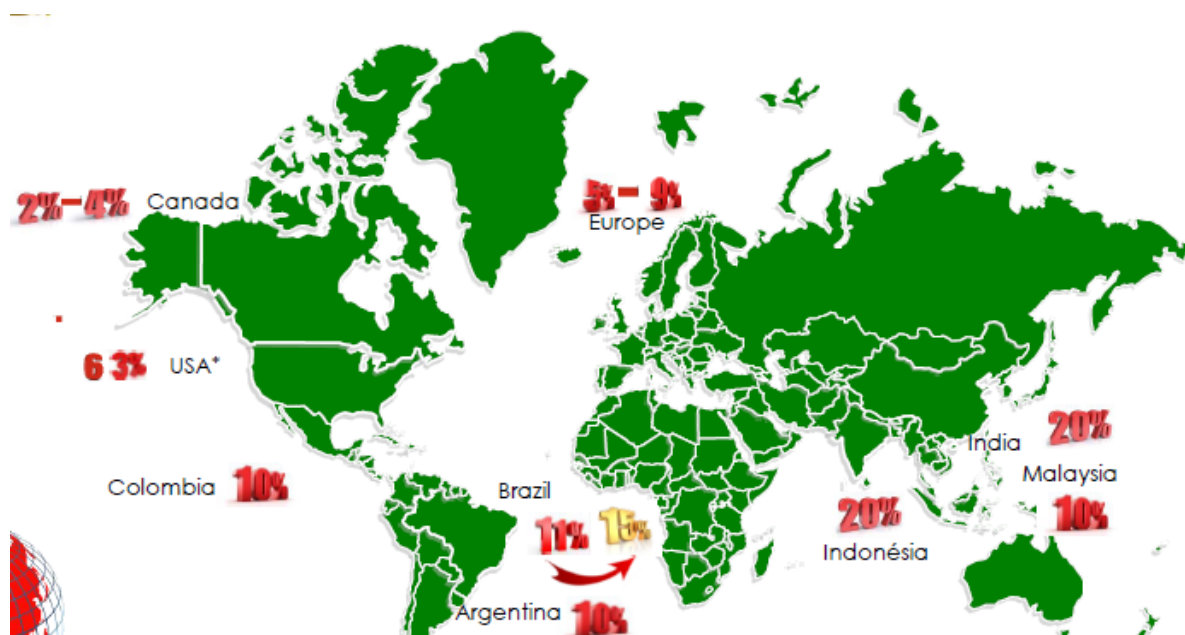 2%–4% Canada
5%– 9%
Europe
6 3% USA*
Colombia 10%
Brazil
11% 15%
Argentina 10%
India 20%
Malaysia
10%
20%
Indonésia